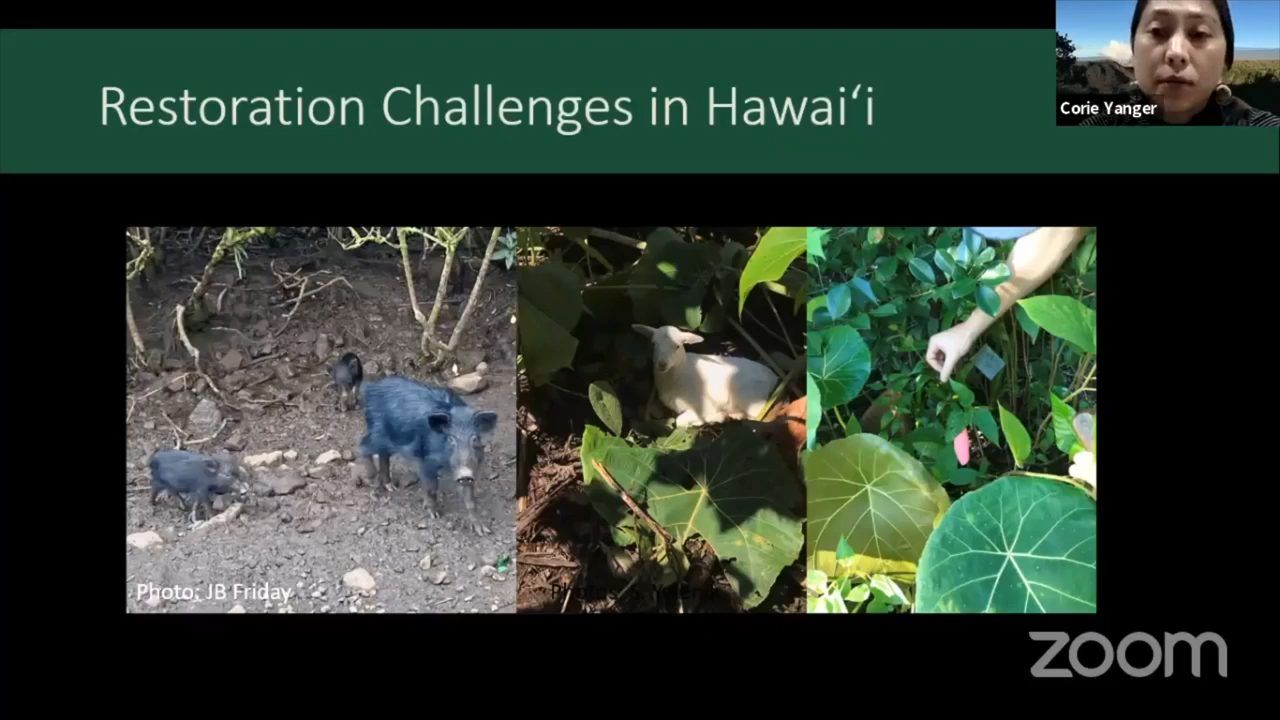 Restoration Challenges in Hawaiʻi
Corie Yanger
Photo: JB Friday
zoom